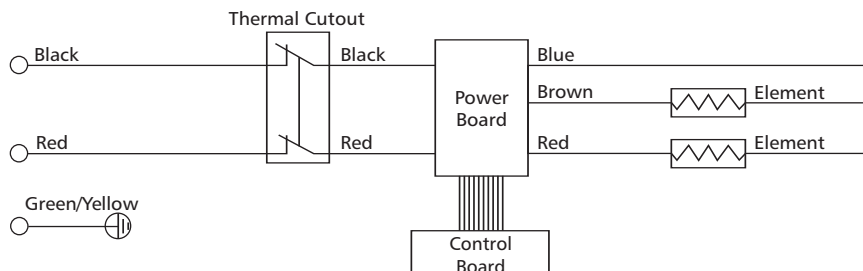 Thermal Cutout
Black
Black
Blue
Brown
Element
Power
Board
Red
Red
Red
Element
Green/Yellow
Control
Board